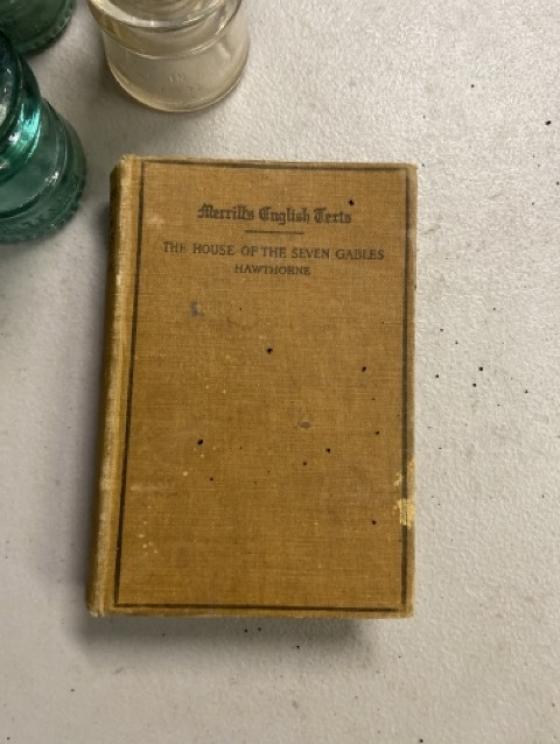 Merrill's English Texts
THE HOUSE OF THE SEVEN GABLES
HAWTHORNE